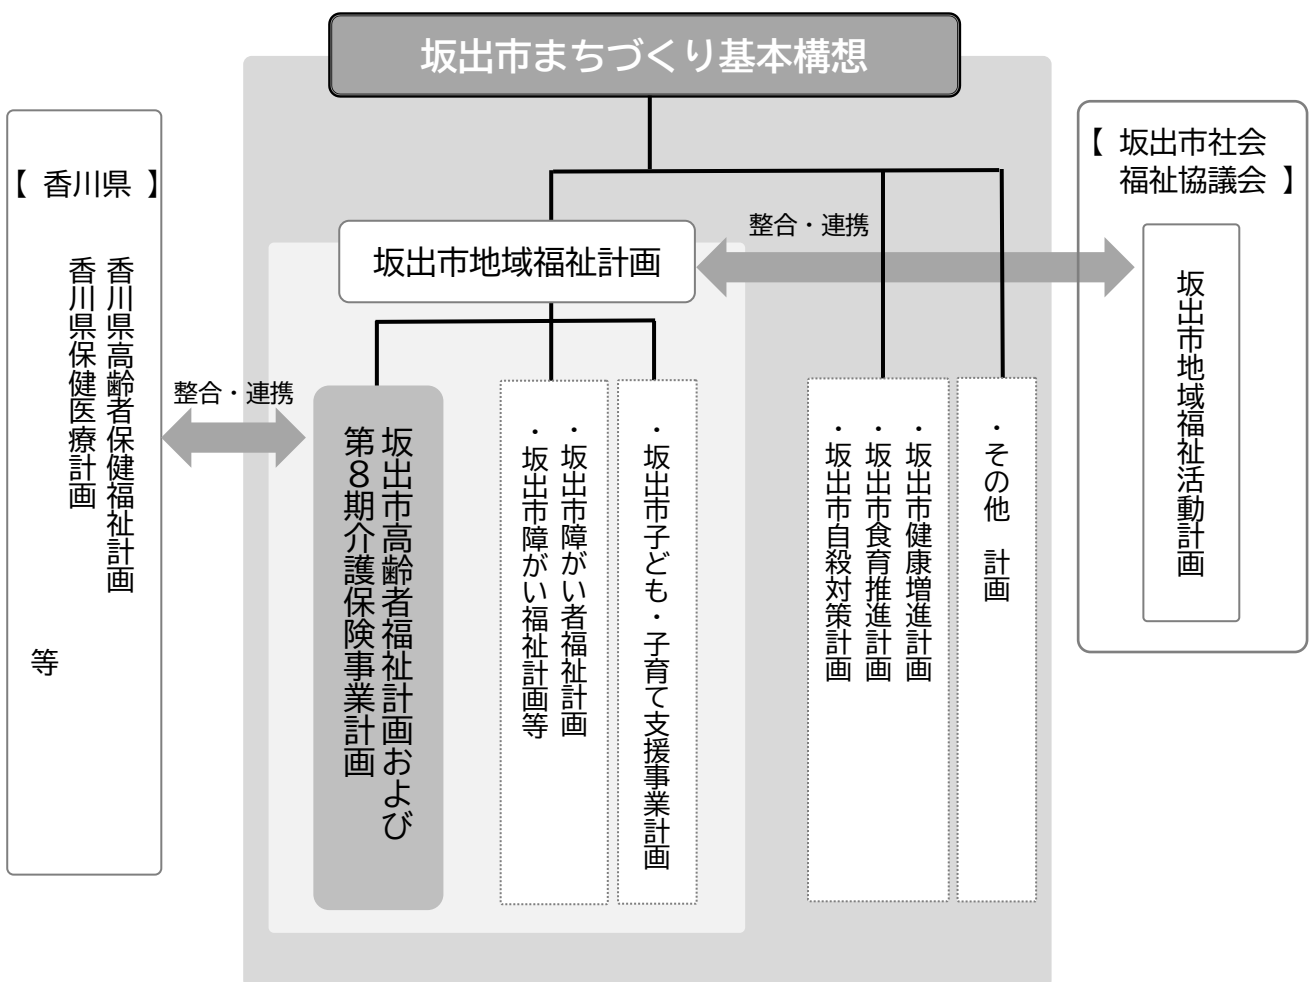 坂出市まちづくり基本構想
【 香川県 】
香川県高齢者保健福祉計画
香川県保健医療計画
等
整合・連携
坂出市地域福祉計画
整合・連携
【 坂出市社会
福祉協議会 】
坂出市地域福祉活動計画
坂出市高齢者福祉計画および
第８期介護保険事業計画
・坂出市障がい者福祉計画
・坂出市障がい福祉計画等
・坂出市子ども・子育て支援事業計画
・坂出市健康増進計画
・坂出市食育推進計画
・坂出市自殺対策計画
・その他　計画